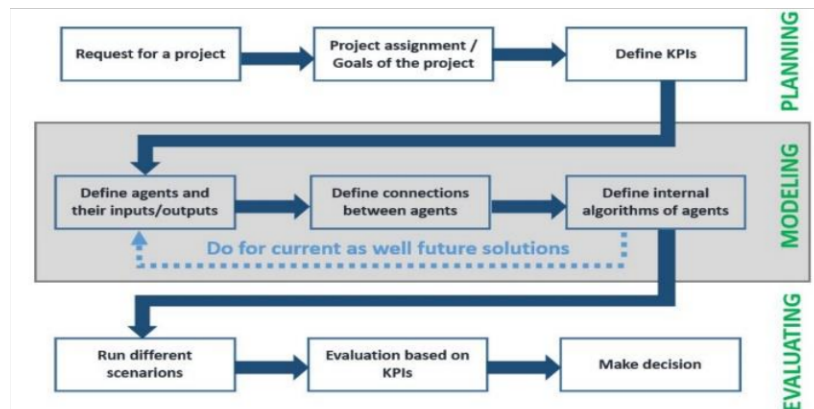 Request for a project
Project assignment /
Goals of the project
Define KPIs
PLANNING
Define agents and
their inputs/outputs
Define connections
between agents
Define internal
algorithms of agents
Do for current as well future solutions
MODELING
Run different
scenarions
Evaluation based on
KPIs
Make decision
EVALUATING